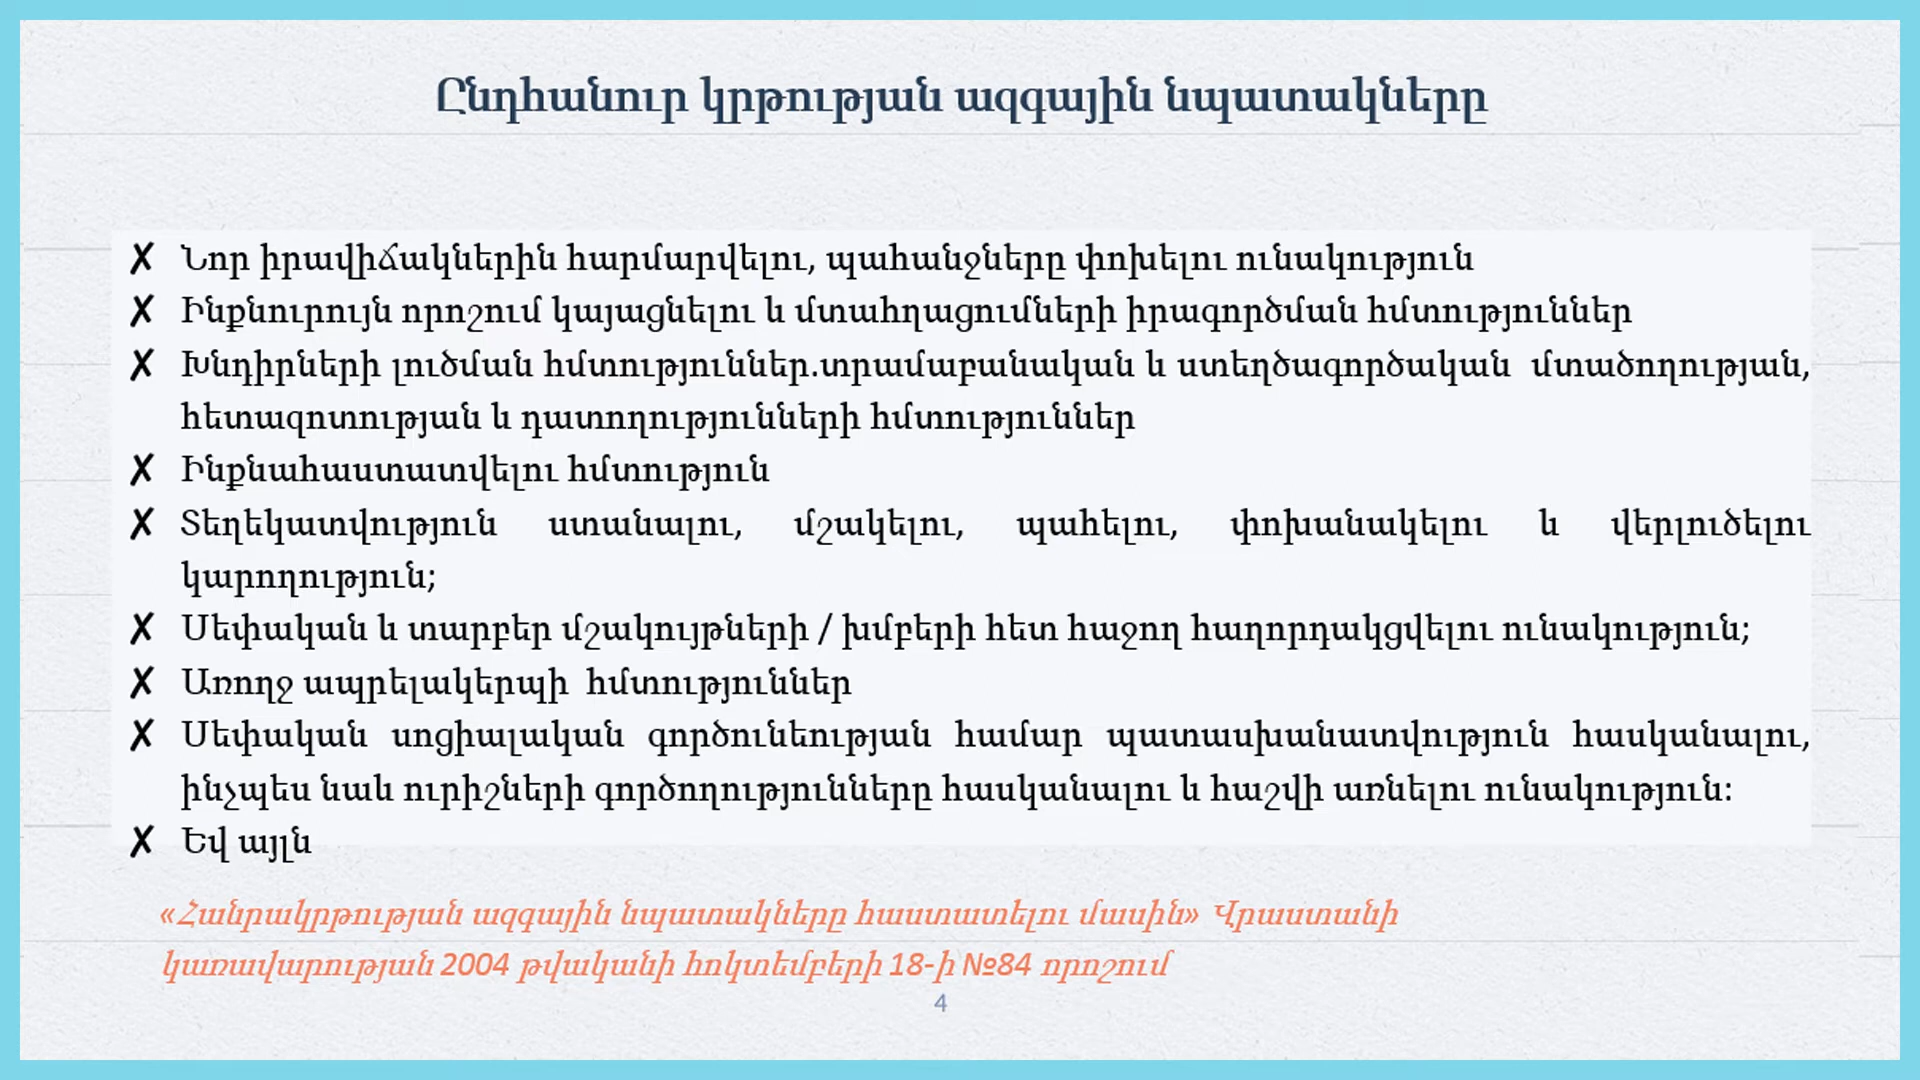 Ընդհանուր կրթության ազգային նպատակները
✗ Նոր իրավիճակներին հարմարվելու, պահանջները փոխելու ունակություն
✗ Ինքնուրույն որոշում կայացնելու և մտահղացումների իրագործման հմտություններ
✗ Խնդիրների լուծման հմտություններ.տրամաբանական և ստեղծագործական մտածողության,
հետազոտության և դատողությունների հմտություններ
✗ Ինքնահաստատվելու հմտություն
✗ Տեղեկատվություն ստանալու, մշակելու, պահելու, փոխանակելու և վերլուծելու
կարողություն;
✗ Սեփական և տարբեր մշակույթների / խմբերի հետ հաջող հաղորդակցվելու ունակություն;
✗ Առողջ ապրելակերպի հմտություններ
✗ Սեփական սոցիալական գործունեության համար պատասխանատվություն հասկանալու,
ինչպես նաև ուրիշների գործողությունները հասկանալու և հաշվի առնելու ունակություն:
✗ Եվ այլն
«Հանրակրթության ազգային նպատակները հաստատելու մասին» Վրաստանի
կառավարության 2004 թվականի հոկտեմբերի 18-ի №84 որոշում
4